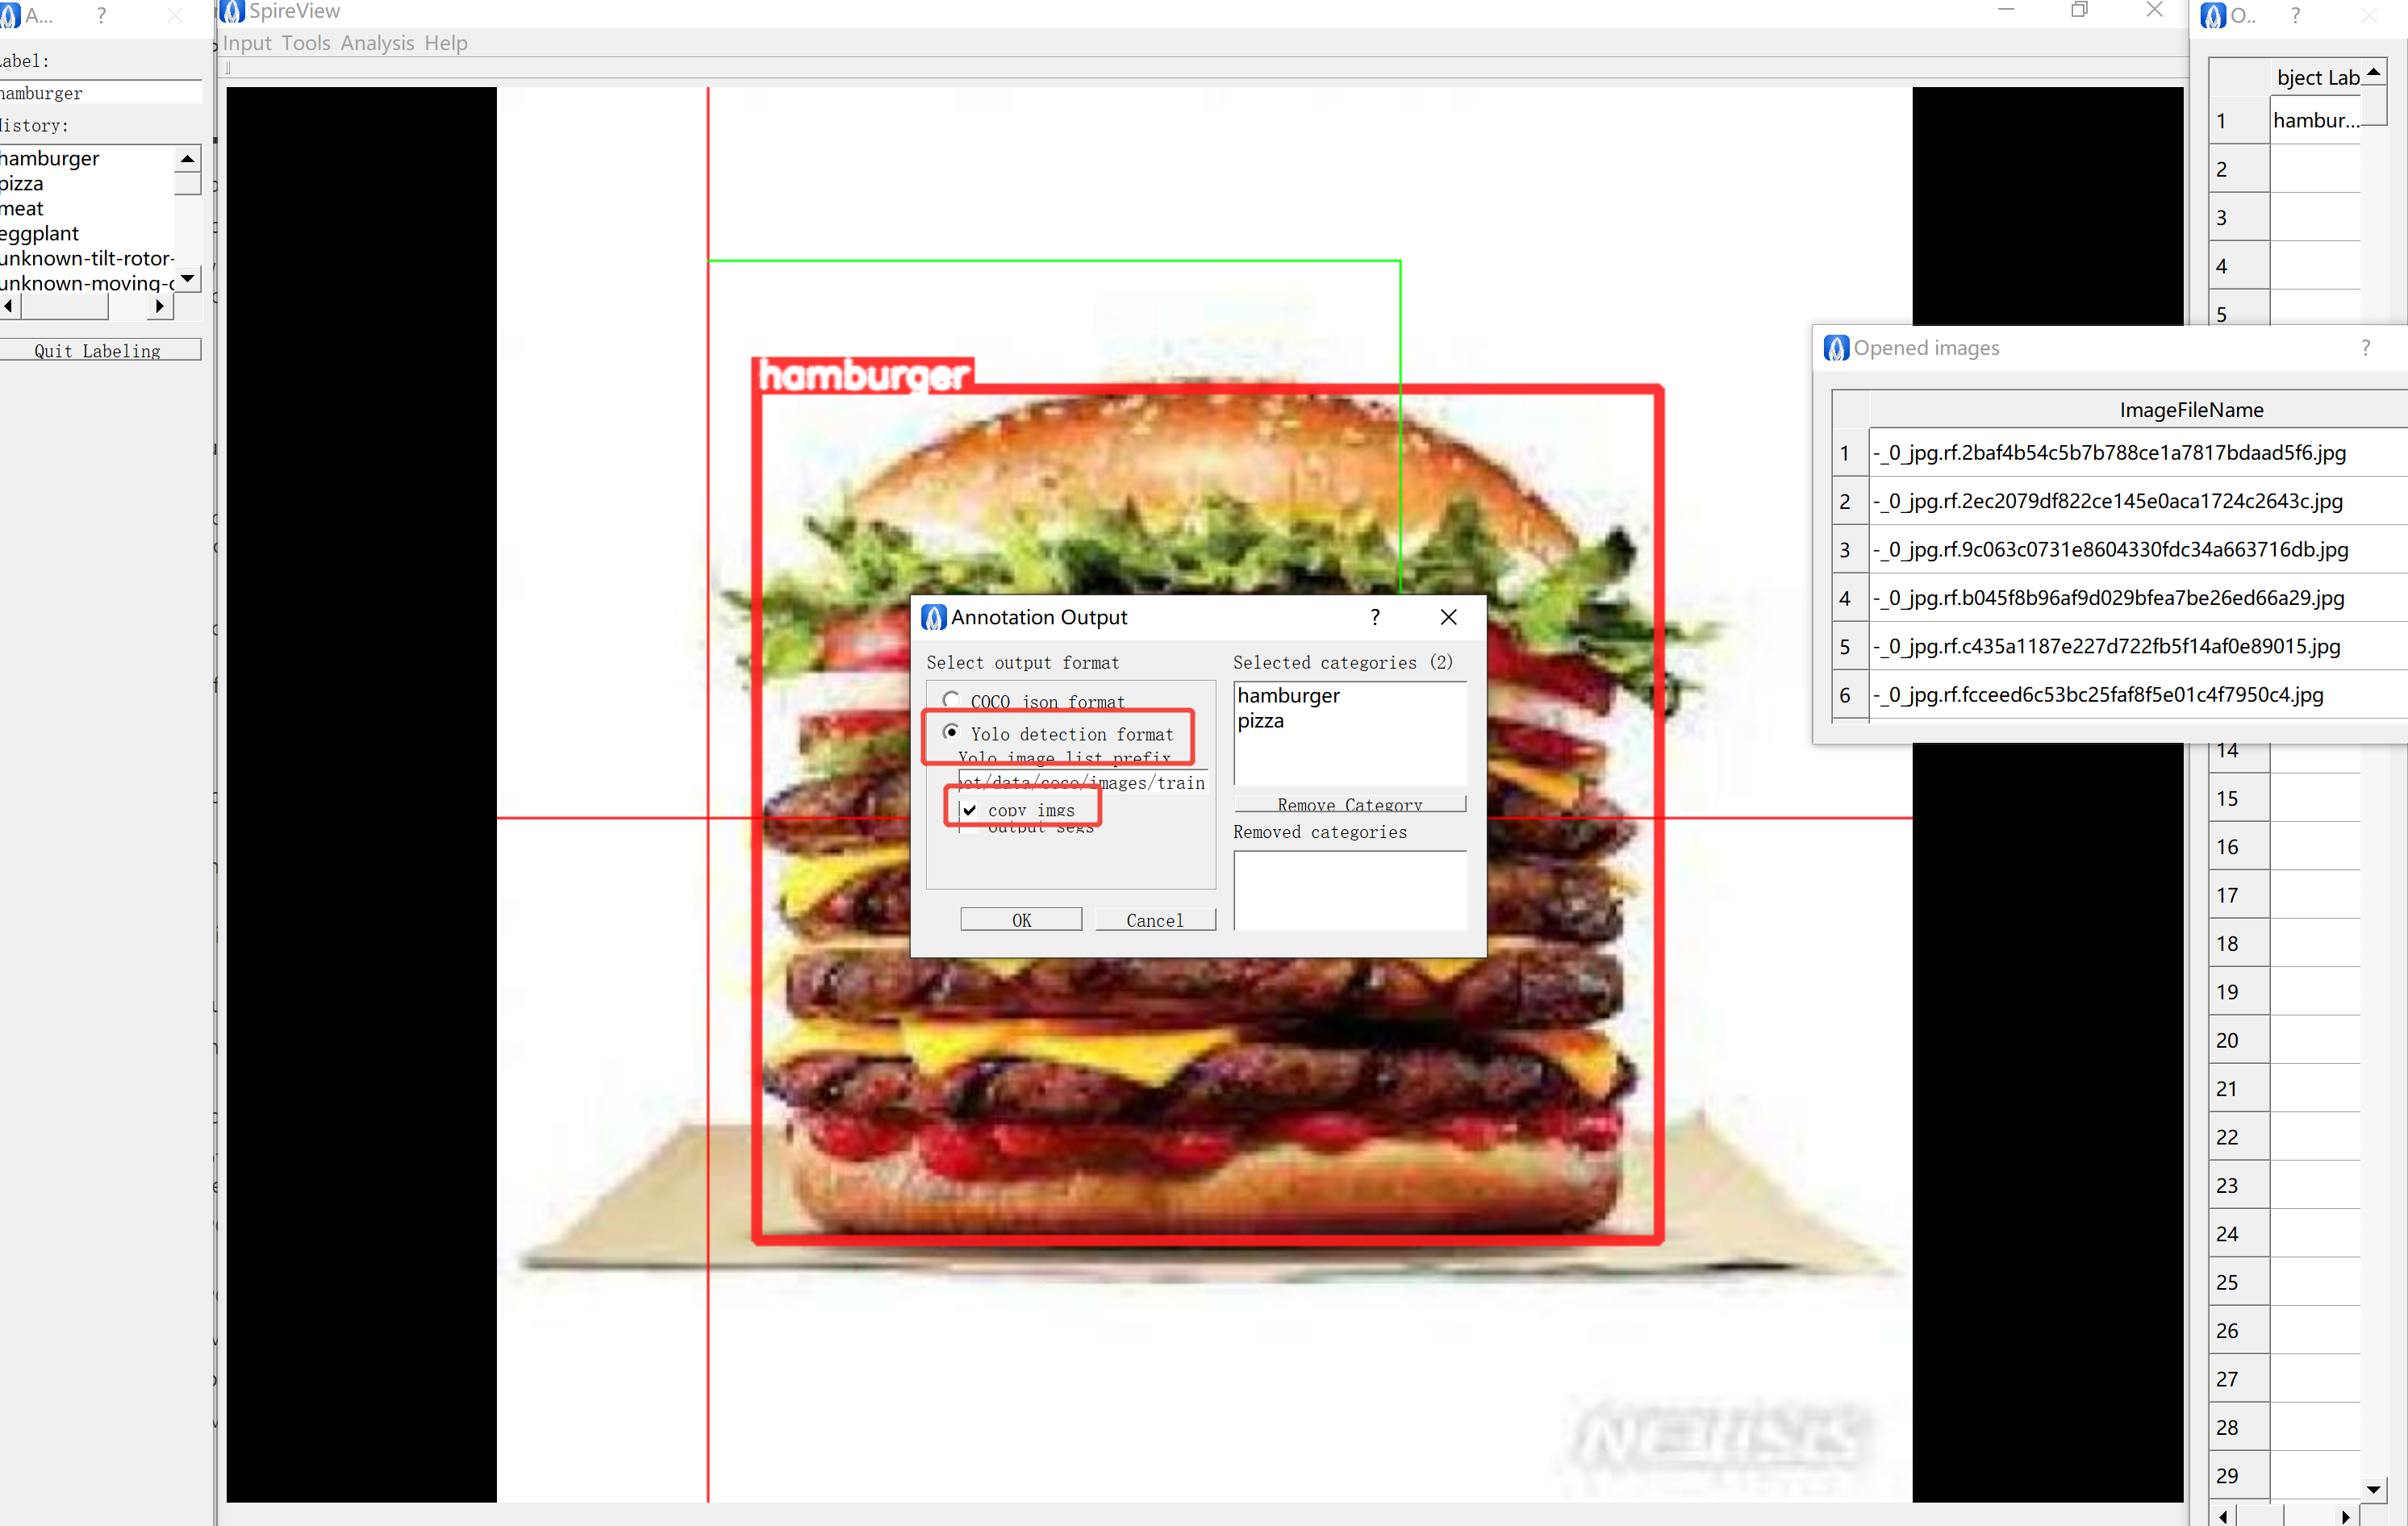 A...
?
Label:
hamburger
History:
hamburger
pizza
meat
eggplant
unknown-tilt-rotor-
unknown-moving-
Quit Labeling
SpireView
Input Tools Analysis Help
hamburger
Annotation Output
?
Select output format
COCO json format
Yolo detection format
Yolo image list prefix
ot/data/coco/images/train
copy imgs
output segs
OK
Cancel
Selected categories (2)
hamburger
pizza
Remove Category
Removed categories
O..
?
bject Lab
1 hambur...
2
3
4
5
Opened images
?
ImageFileName
1 -_0_jpg.rf.2baf4b54c5b7b788ce1a7817bdaad5f6.jpg
2 -_0_jpg.rf.2ec2079df822ce145e0aca1724c2643c.jpg
3 -_0_jpg.rf.9c063c0731e8604330fdc34a663716db.jpg
4 -_0_jpg.rf.b045f8b96af9d029bfea7be26ed66a29.jpg
5 -_0_jpg.rf.c435a1187e227d722fb5f14af0e89015.jpg
6 -_0_jpg.rf.fcceed6c53bc25faf8f5e01c4f7950c4.jpg
14
15
16
17
18
19
20
21
22
23
24
25
26
27
28
29